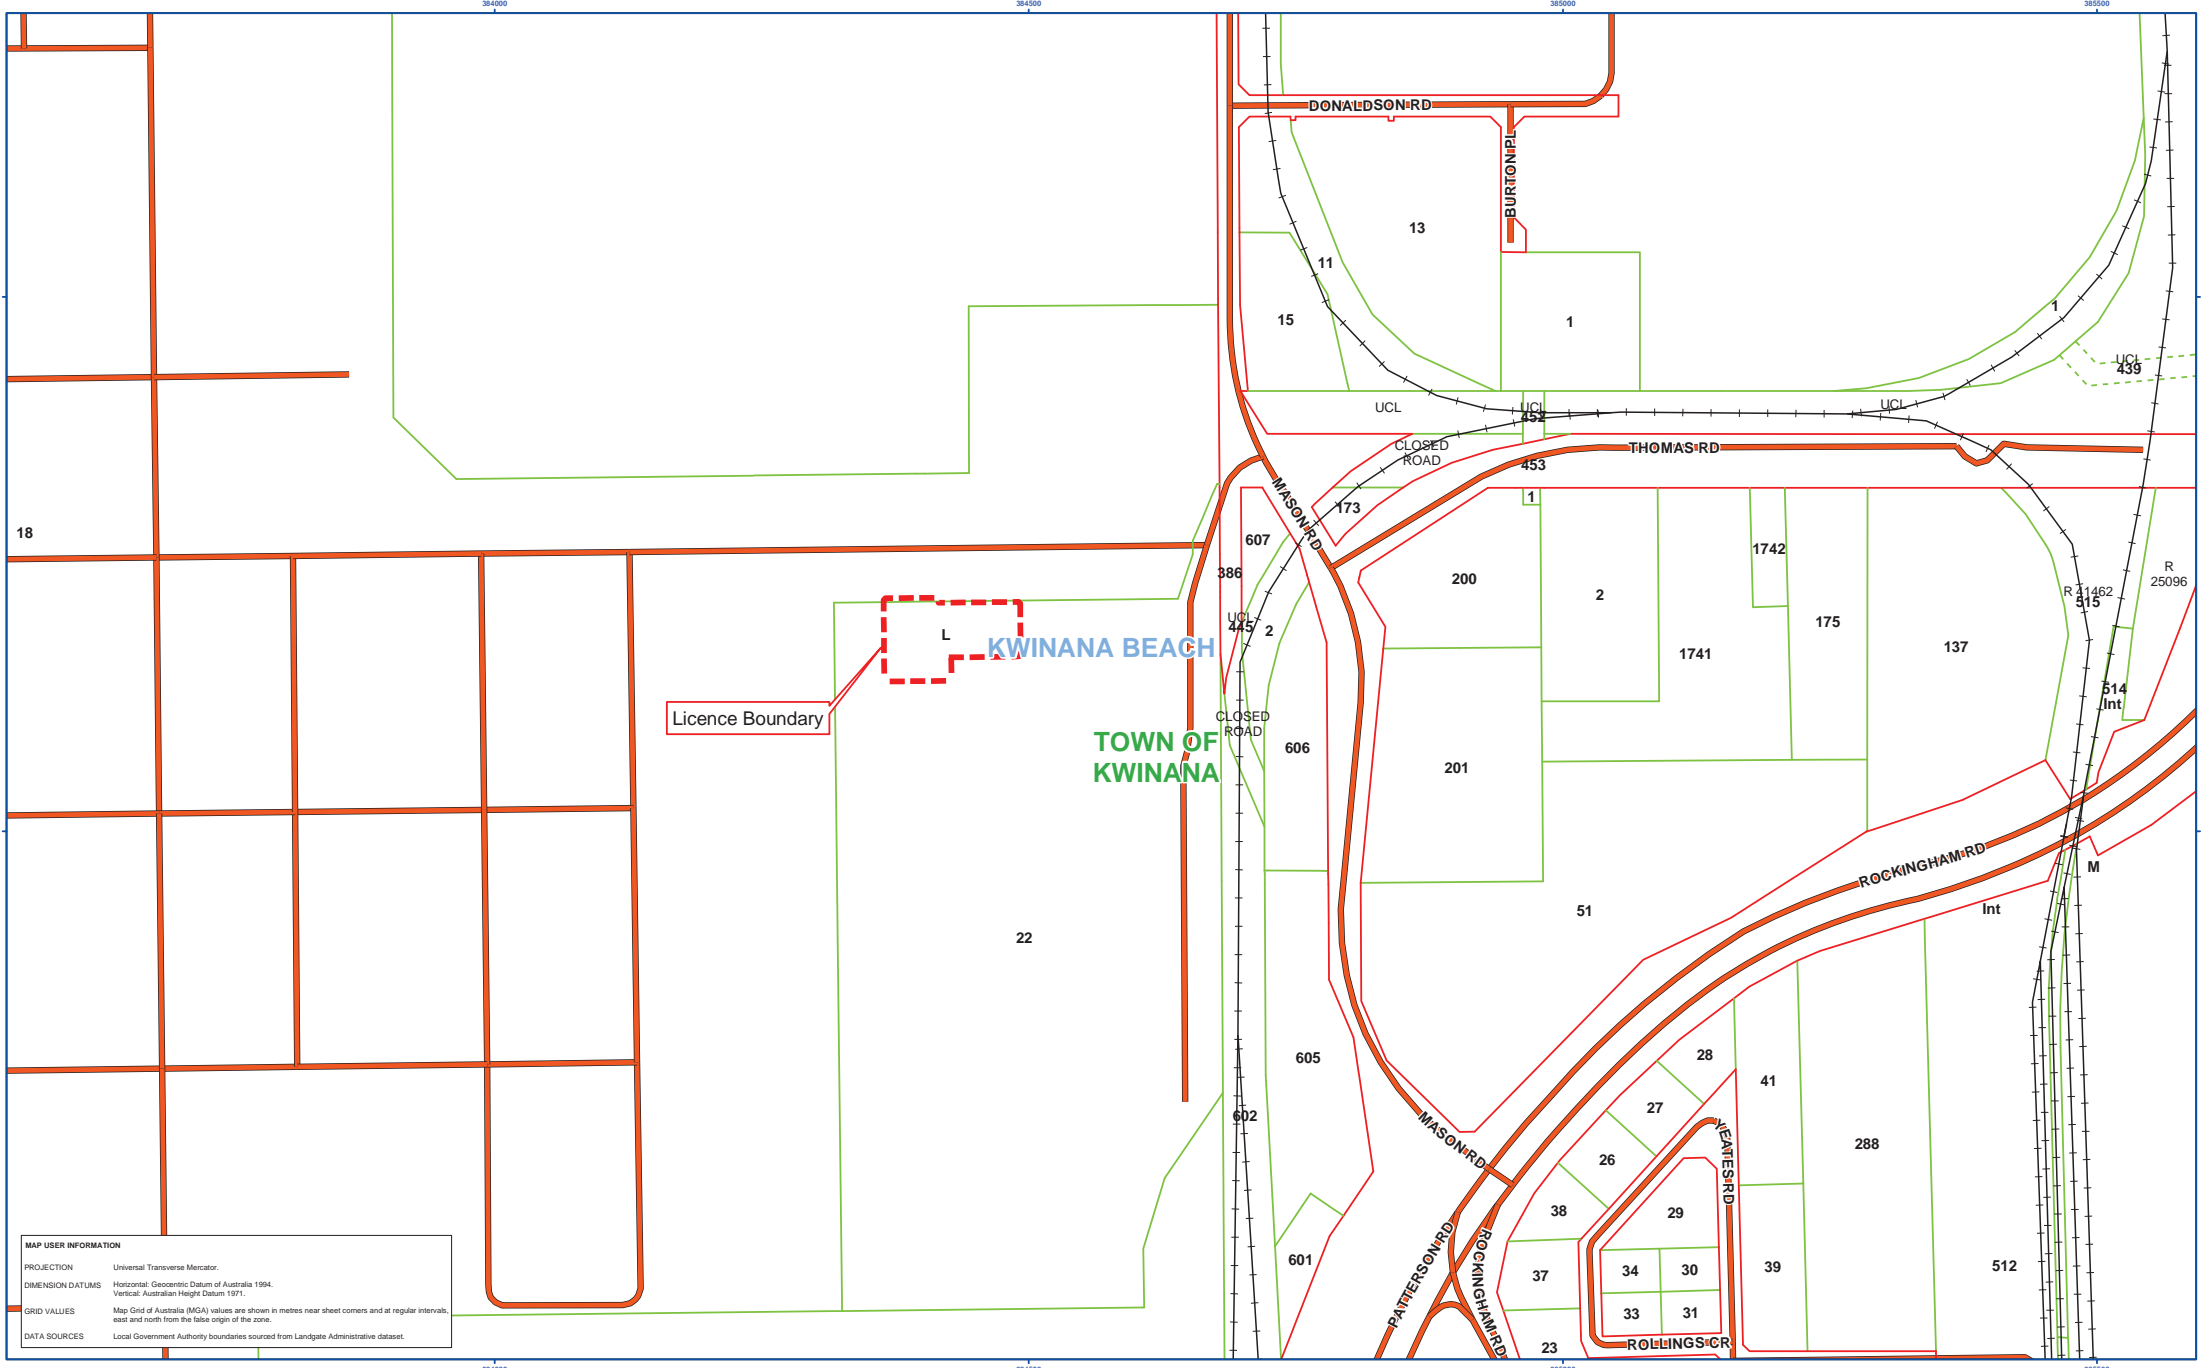 384000
384500
385000
385500
DONALDSON RD
BURTON PL
13
11
15
1
1
UCL
439
UCL
UCL
452
UCL
CLOSED
ROAD
THOMAS RD
453
MASON RD
173
1
18
607
1742
386
200
2
R
25096
R 41462
515
UCL
445
2
L
KWINANA BEACH
175
1741
137
514
Int
Licence Boundary
CLOSED
ROAD
TOWN OF
KWINANA
606
201
ROCKINGHAM RD
M
Int
51
22
605
28
41
27
602
MASON RD
YEATES RD
26
288
38
29
PATTERSON RD
ROCKINGHAM RD
601
37
34
30
39
512
33
31
23
ROLLINGS CR
MAP USER INFORMATION
PROJECTION Universal Transverse Mercator.
DIMENSION DATUMS Horizontal: Geocentric Datum of Australia 1994.
Vertical: Australian Height Datum 1971.
GRID VALUES Map Grid of Australia (MGA) values are shown in metres near sheet corners and at regular intervals,
east and north from the false origin of the zone.
DATA SOURCES Local Government Authority boundaries sourced from Landgate Administrative dataset.